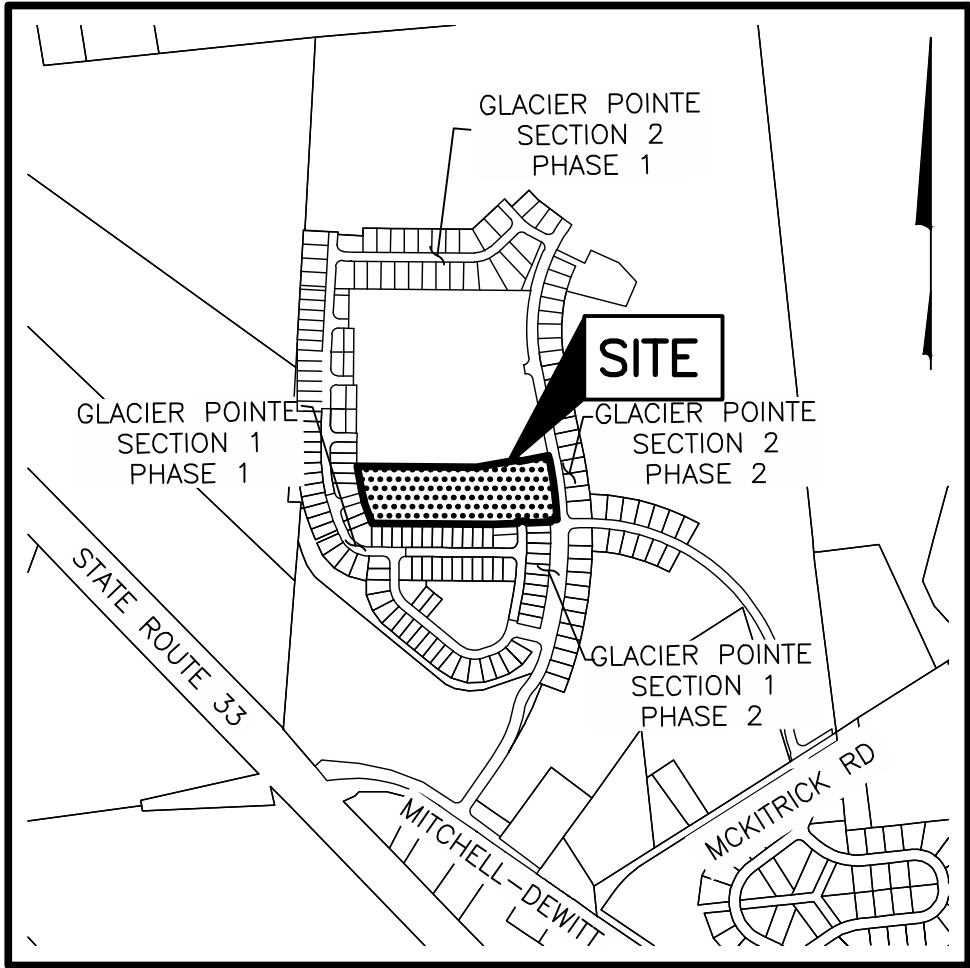 GLACIER POINTE
SECTION 2
PHASE 1
SITE
GLACIER POINTE
SECTION 1
PHASE 1
GLACIER POINTE
SECTION 2
PHASE 2
STATE ROUTE 33
GLACIER POINTE
SECTION 1
PHASE 2
MITCHELL-DEWITT
MCKITRICK RD